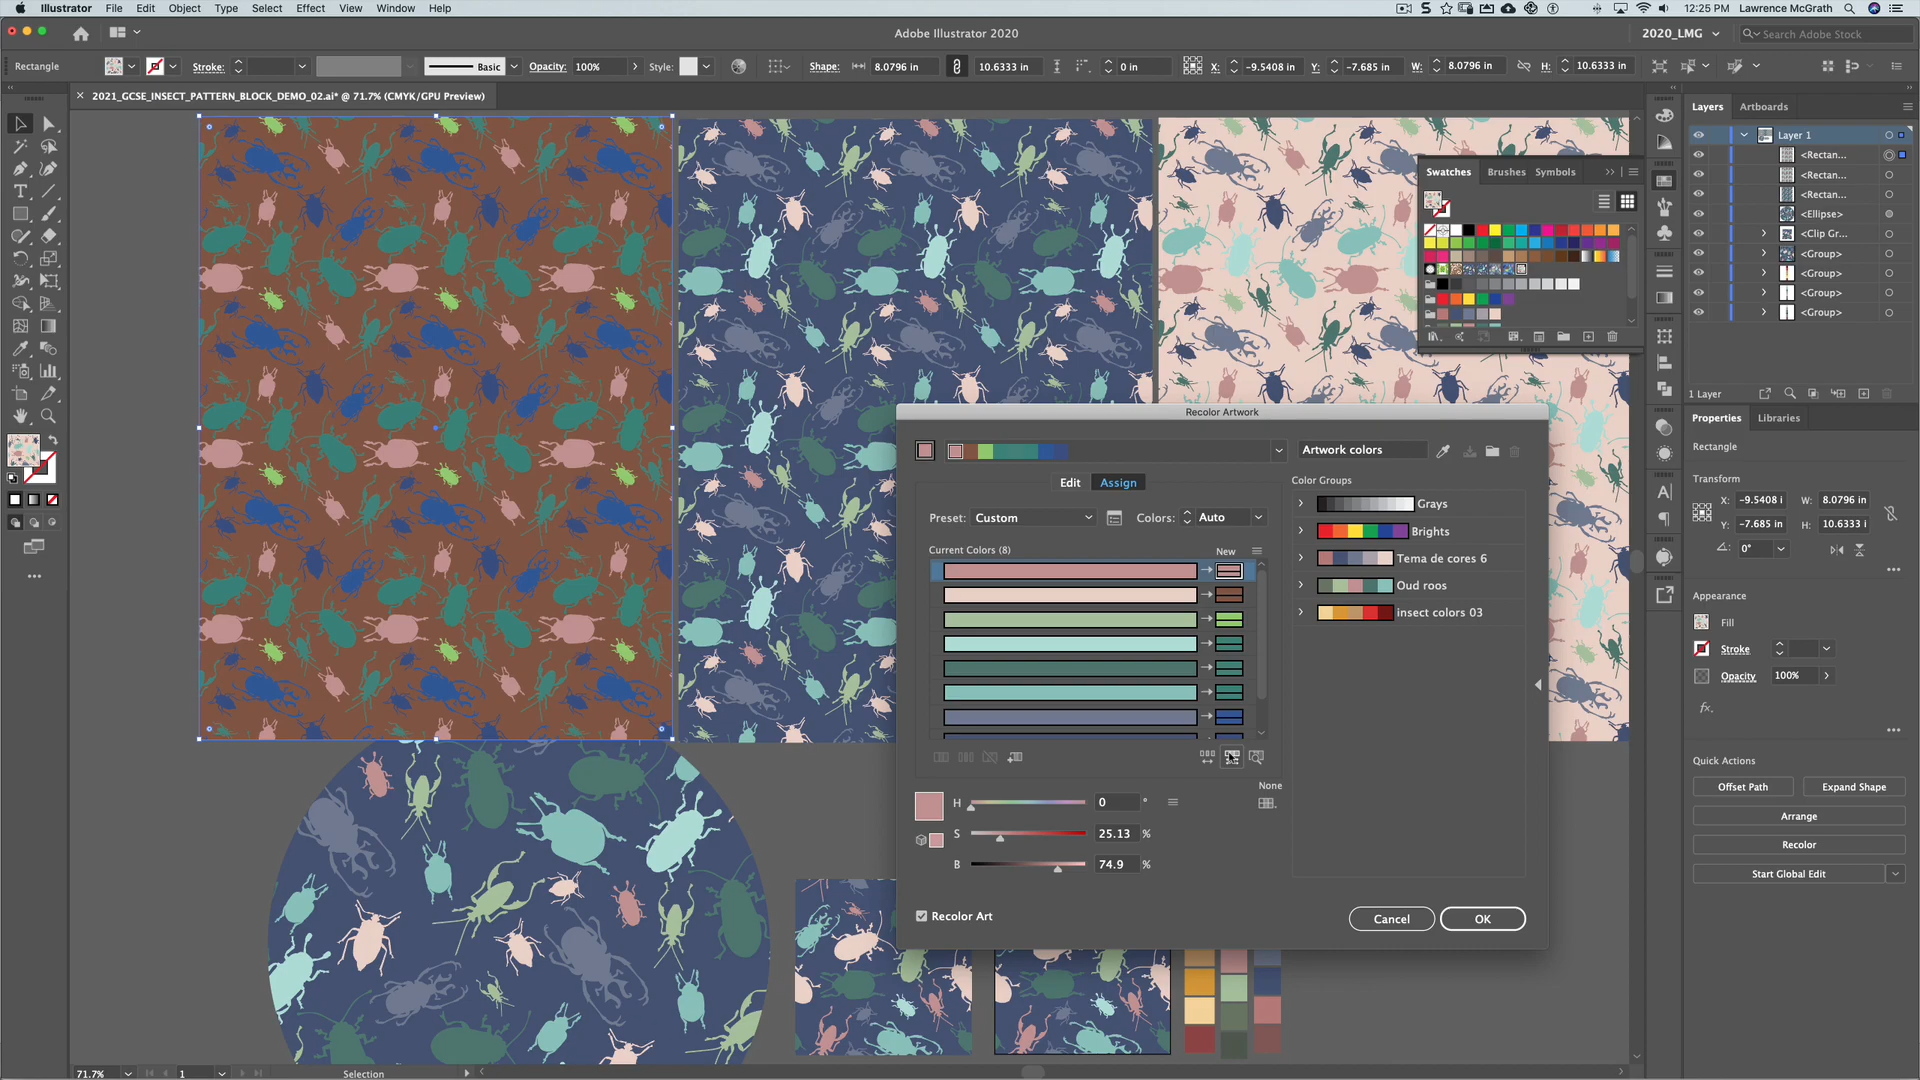 Illustrator File Edit Object Type Select Effect View Window Help 12:25 PM Lawrence McGrath
Adobe Illustrator 2020 2020_LMG Search Adobe Stock
Rectangle Stroke: Basic Opacity: 100% Style: Shape: 8.0796 in 10.6333 in 0 in X: -9.5408 in Y: -7.685 in W: 8.0796 in H: 10.6333 in
2021_GCSE_INSECT_PATTERN_BLOCK_DEMO_02.ai* @ 71.7% (CMYK/GPU Preview)
Layers Artboards
Layer 1
<Rectan...
<Rectan...
<Rectan...
<Ellipse>
<Clip Gr...
<Group>
<Group>
<Group>
<Group>
1 Layer
Swatches Brushes Symbols
Properties Libraries
Rectangle
Transform
X: -9.5408 i W: 8.0796 in
Y: -7.685 in H: 10.6333 i
0°
Appearance
Fill
Stroke
Opacity 100%
fx.
Quick Actions
Offset Path Expand Shape
Arrange
Recolor
Start Global Edit
Recolor Artwork
Artwork colors
Edit Assign
Color Groups
Preset: Custom Colors: Auto
Current Colors (8) New
Grays
Brights
Tema de cores 6
Oud roos
insect colors 03
None
H 0 °
S 25.13 %
B 74.9 %
Recolor Art
Cancel OK
71.7% 1 Selection